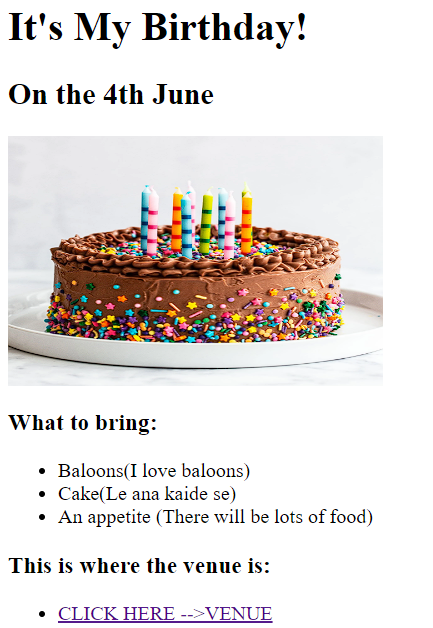 It's My Birthday!
On the 4th June
What to bring:
Baloons(I love baloons)
Cake(Le ana kaide se)
An appetite (There will be lots of food)
This is where the venue is:
CLICK HERE -->VENUE